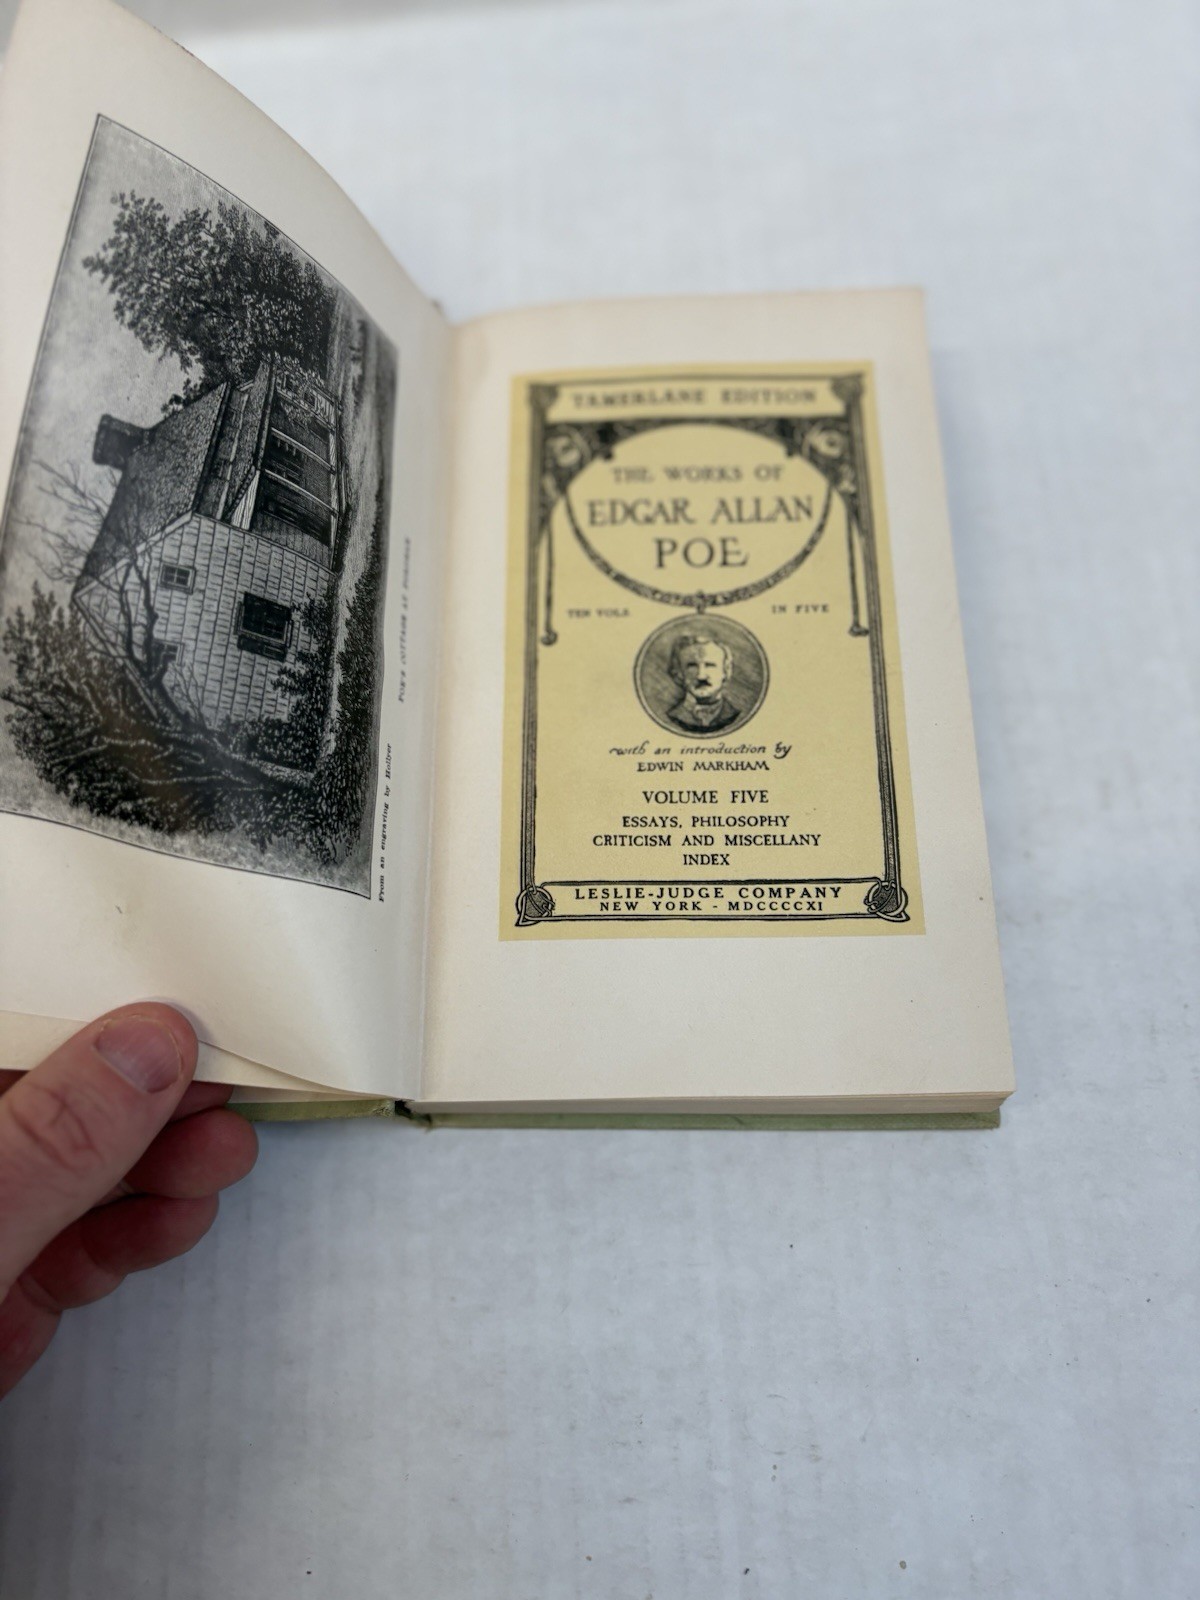 POE'S COTTAGE AT FORDHAM
From an engraving by Hollyer
TAMERLANE EDITION
THE WORKS OF
EDGAR ALLAN
POE
TEN VOLS. IN FIVE
with an introduction by
EDWIN MARKHAM
VOLUME FIVE
ESSAYS, PHILOSOPHY
CRITICISM AND MISCELLANY
INDEX
LESLIE-JUDGE COMPANY
NEW YORK - MDCCCCXI